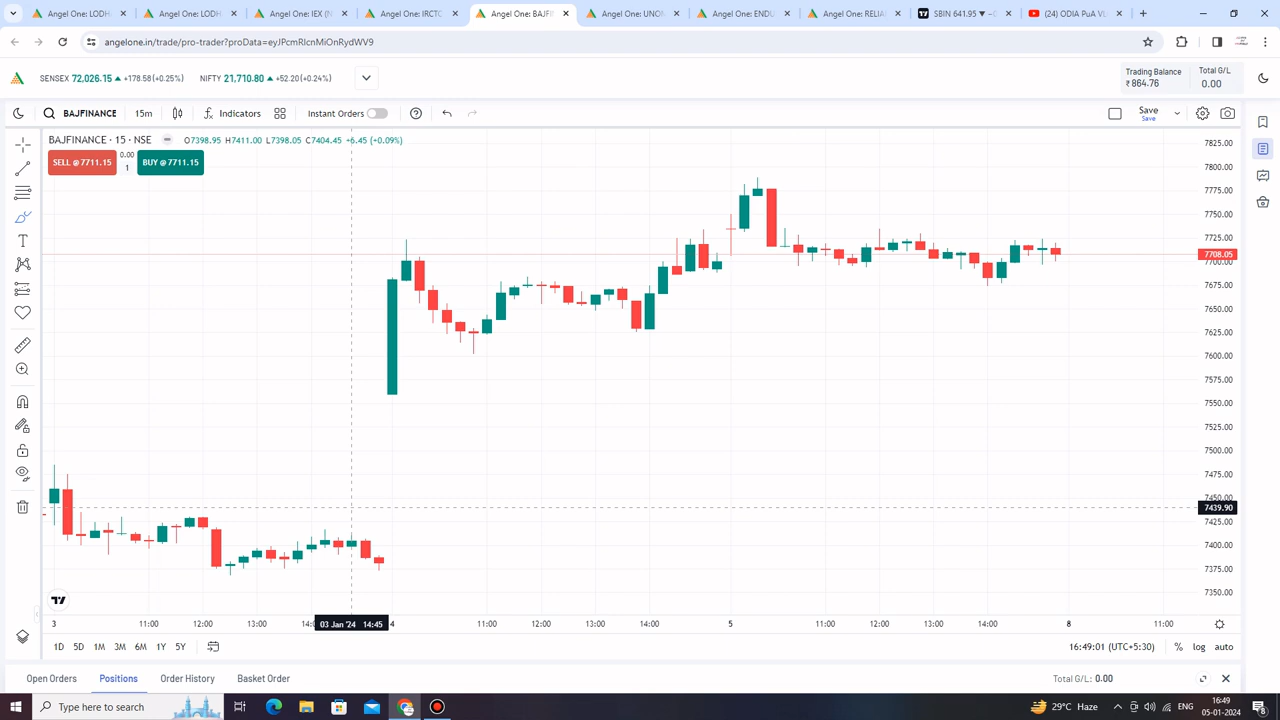 Angel One: LODH
Angel One: LODH
Angel One: IEX (N
Angel One: IRCTC
Angel One: BAJFI
Angel One: UNON
Angel One: ENDU
Angel One: RELIA
SBIN 641.95 ▼ −0
(24) ODIA PuA VE
angelone.in/trade/pro-trader?proData=eyJPcmRlcnMiOnRydWV9
SENSEX 72,026.15 ▲ +178.58 (+0.25%) NIFTY 21,710.80 ▲ +52.20 (+0.24%)
Trading Balance
₹ 864.76
Total G/L
0.00
BAJFINANCE 15m Indicators Instant Orders
Save
Save
BAJFINANCE · 15 · NSE O7398.95 H7411.00 L7398.05 C7404.45 +6.45 (+0.09%)
SELL @ 7711.15
0.00
1
BUY @ 7711.15
7825.00
7800.00
7775.00
7750.00
7725.00
7708.05
7700.00
7675.00
7650.00
7625.00
7600.00
7575.00
7550.00
7525.00
7500.00
7475.00
7450.00
7439.90
7425.00
7400.00
7375.00
7350.00
3 11:00 12:00 13:00 14: 03 Jan '24 14:45 4 11:00 12:00 13:00 14:00 5 11:00 12:00 13:00 14:00 8 11:00
1D 5D 1M 3M 6M 1Y 5Y
16:49:01 (UTC+5:30) % log auto
Open Orders Positions Order History Basket Order
Total G/L: 0.00
Type here to search
29°C Haze
ENG
16:49
05-01-2024
8